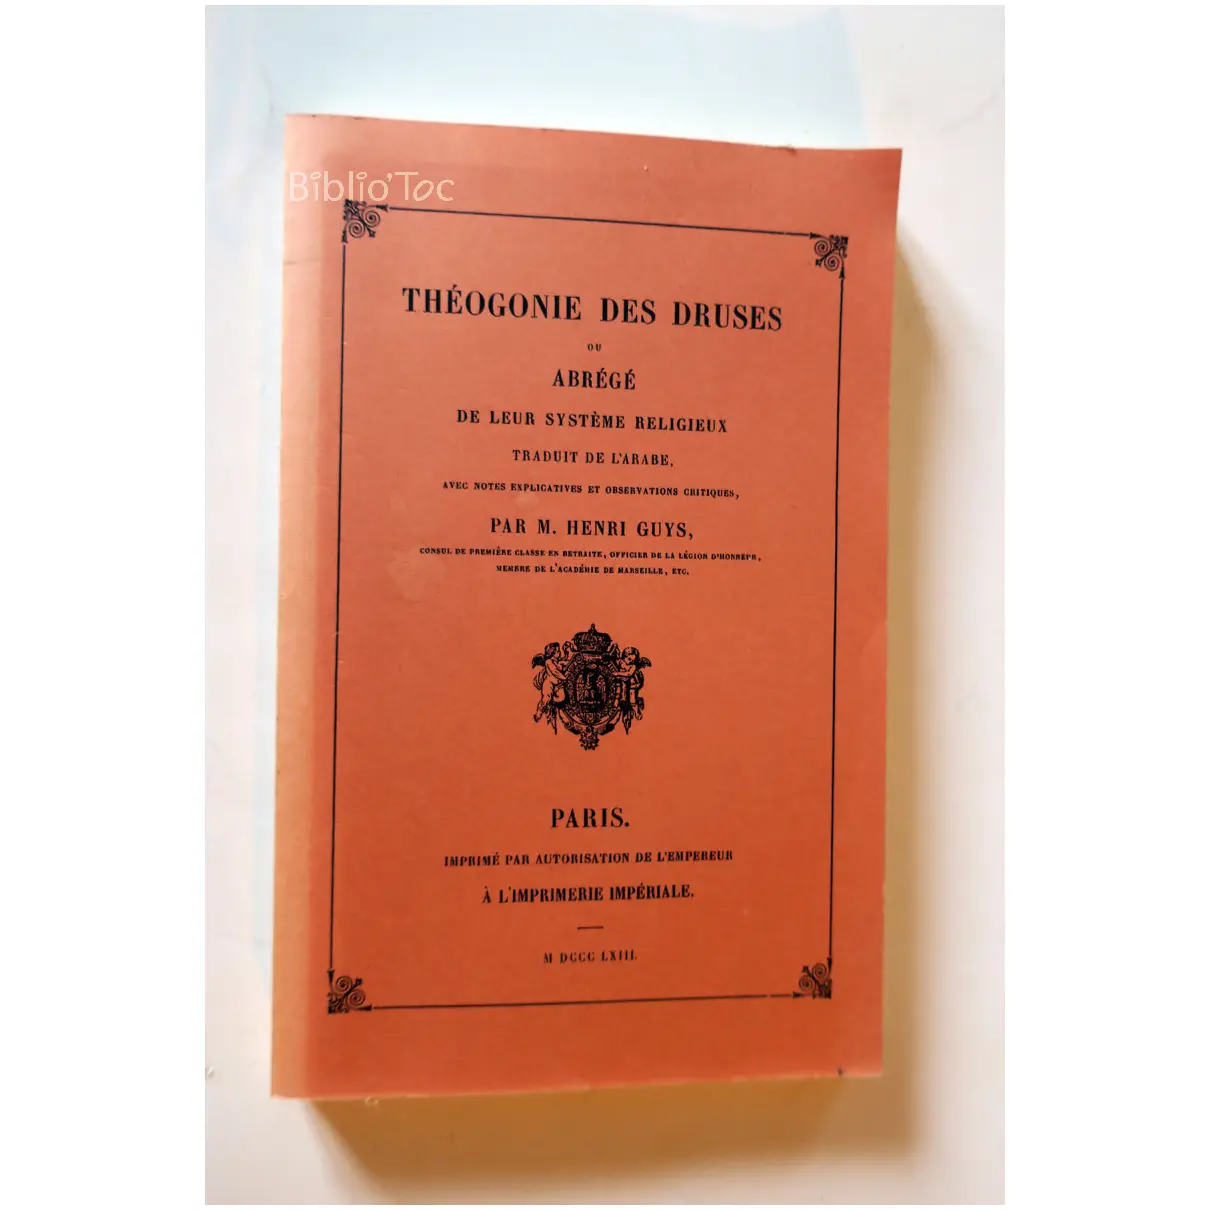 Biblio'Toc
THÉOGONIE DES DRUSES
OU
ABRÉGÉ
DE LEUR SYSTÈME RELIGIEUX
TRADUIT DE L'ARABE,
AVEC NOTES EXPLICATIVES ET OBSERVATIONS CRITIQUES,
PAR M. HENRI GUYS,
CONSUL DE PREMIÈRE CLASSE EN RETRAITE, OFFICIER DE LA LÉGION D'HONNEUR,
MEMBRE DE L'ACADÉMIE DE MARSEILLE, ETC.
PARIS.
IMPRIMÉ PAR AUTORISATION DE L'EMPEREUR
À L'IMPRIMERIE IMPÉRIALE.
M DCCC LXIII.